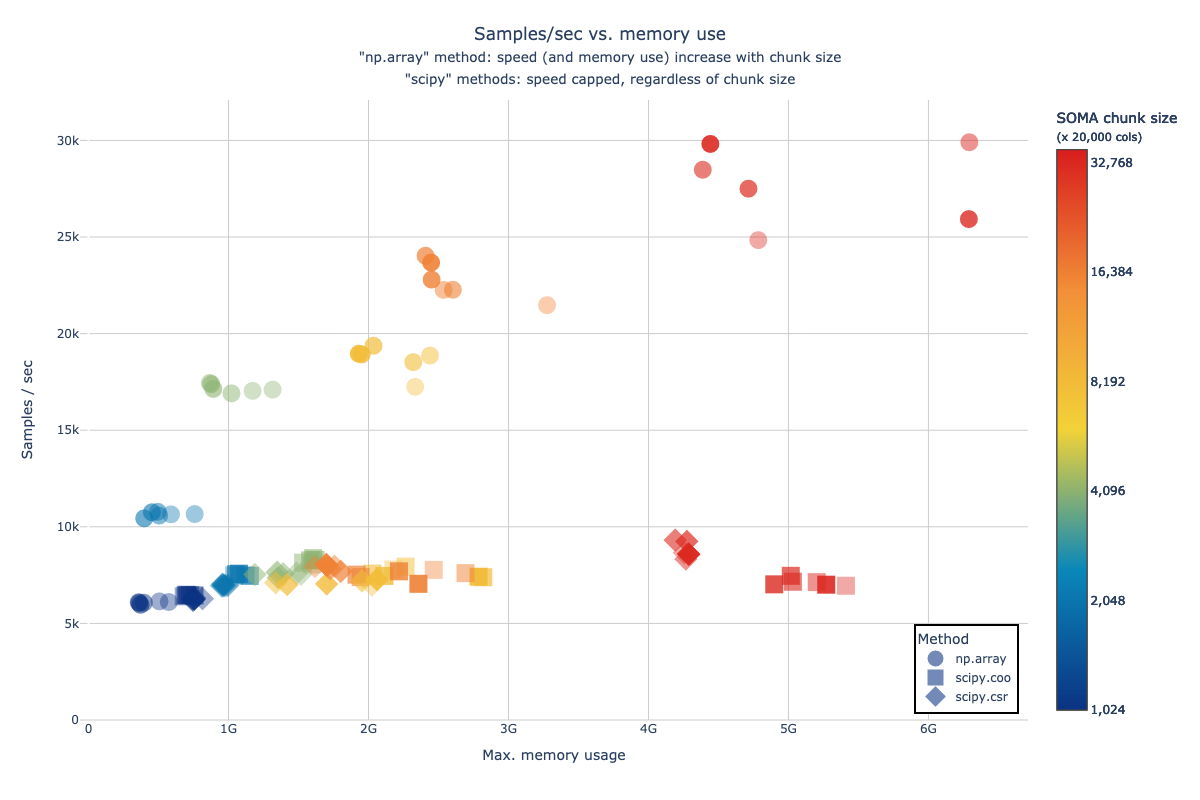 Samples/sec vs. memory use
"np.array" method: speed (and memory use) increase with chunk size
"scipy" methods: speed capped, regardless of chunk size
SOMA chunk size
(x 20,000 cols)
32,768
16,384
8,192
4,096
2,048
1,024
Samples / sec
30k
25k
20k
15k
10k
5k
0
0
1G
2G
3G
4G
5G
6G
Max. memory usage
Method
np.array
scipy.coo
scipy.csr